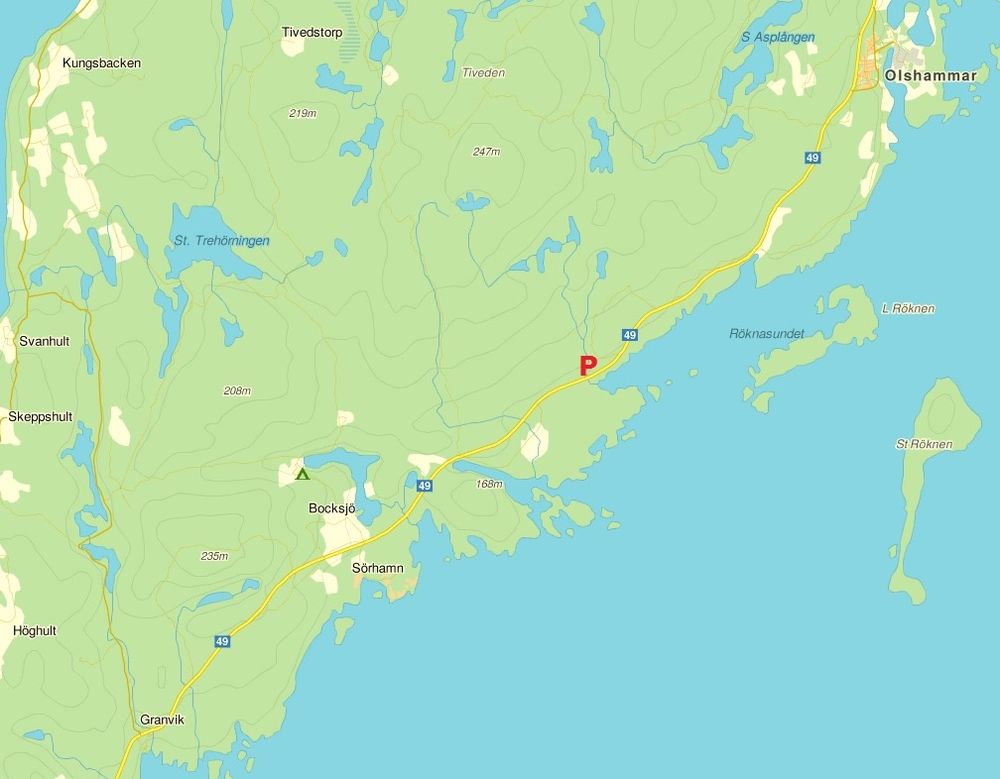 Tivedstorp
S Asplången
Kungsbacken
Tiveden
Olshammar
219m
247m
49
St. Trehörningen
L Röknen
Röknasundet
49
Svanhult
P
208m
Skeppshult
St Röknen
49
168m
Bocksjö
235m
Sörhamn
Höghult
49
Granvik